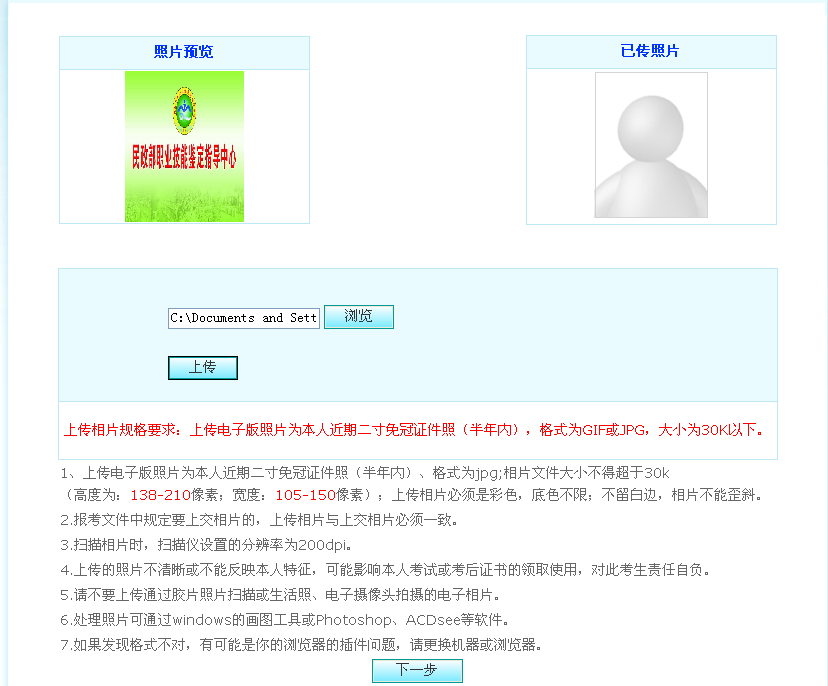 照片预览
已传照片
民政部职业技能鉴定指导中心
C:\Documents and Sett
浏览
上传
上传相片规格要求：上传电子版照片为本人近期二寸免冠证件照（半年内），格式为GIF或JPG，大小为30K以下。
1、上传电子版照片为本人近期二寸免冠证件照（半年内）、格式为jpg;相片文件大小不得超于30k
（高度为：138-210像素；宽度：105-150像素）；上传相片必须是彩色，底色不限；不留白边，相片不能歪斜。
2.报考文件中规定要上交相片的，上传相片与上交相片必须一致。
3.扫描相片时，扫描仪设置的分辨率为200dpi。
4.上传的照片不清晰或不能反映本人特征，可能影响本人考试或考后证书的领取使用，对此考生责任自负。
5.请不要上传通过胶片照片扫描或生活照、电子摄像头拍摄的电子相片。
6.处理照片可通过windows的画图工具或Photoshop、ACDsee等软件。
7.如果发现格式不对，有可能是你的浏览器的插件问题，请更换机器或浏览器。
下一步